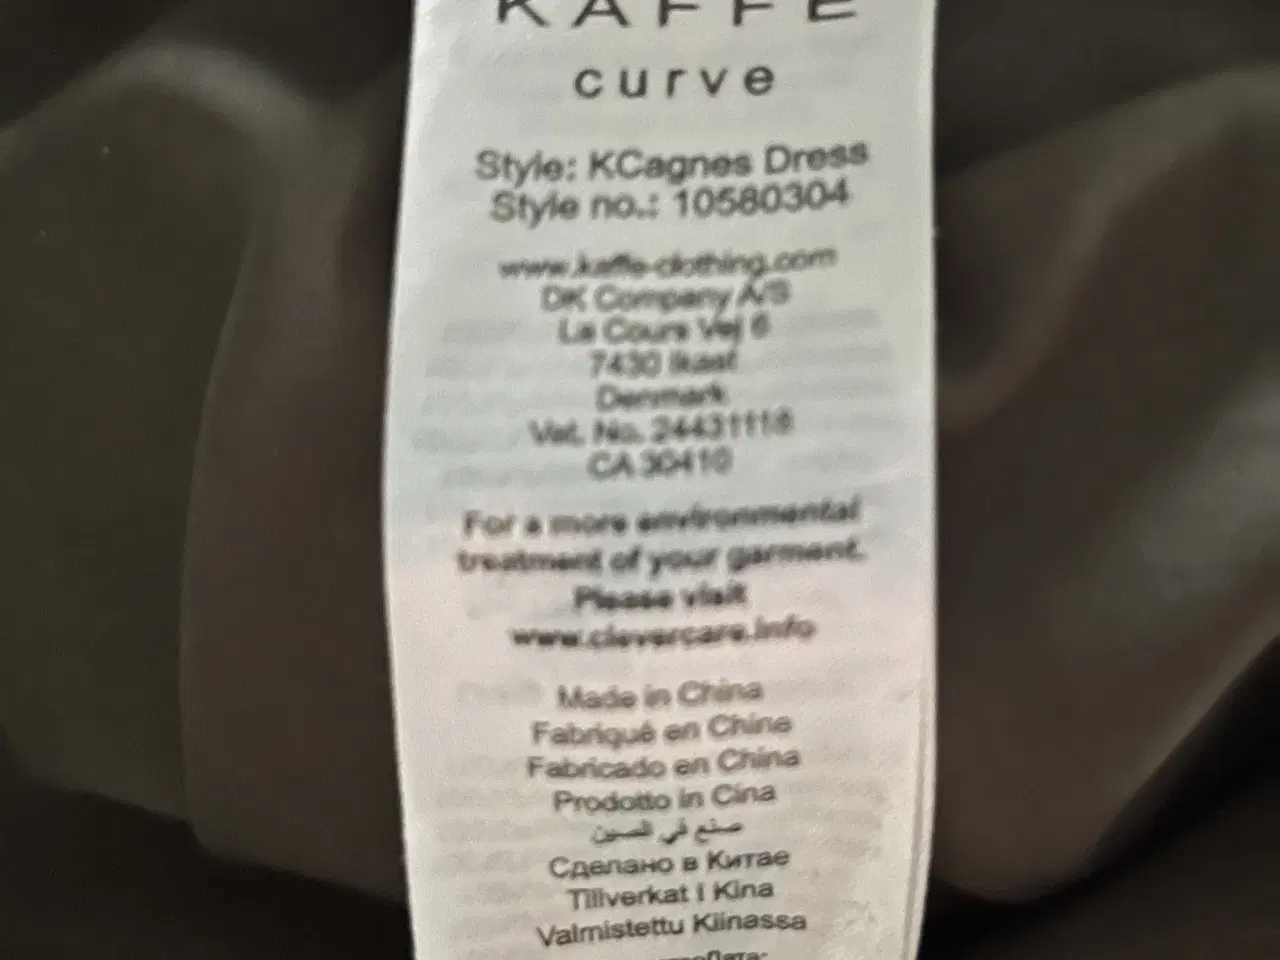 KAFFE
curve
Style: KCagnes Dress
Style no.: 10580304
www.kaffe-clothing.com
DK Company A/S
La Cours Vej 6
7430 Ikast
Denmark
Vat. No. 24431118
CA 30410
For a more environmental
treatment of your garment.
Please visit
www.clevercare.info
Made in China
Fabriqué en Chine
Fabricado en China
Prodotto in Cina
صنع في الصين
Сделано в Китае
Tillverkat I Kina
Valmistettu Kiinassa